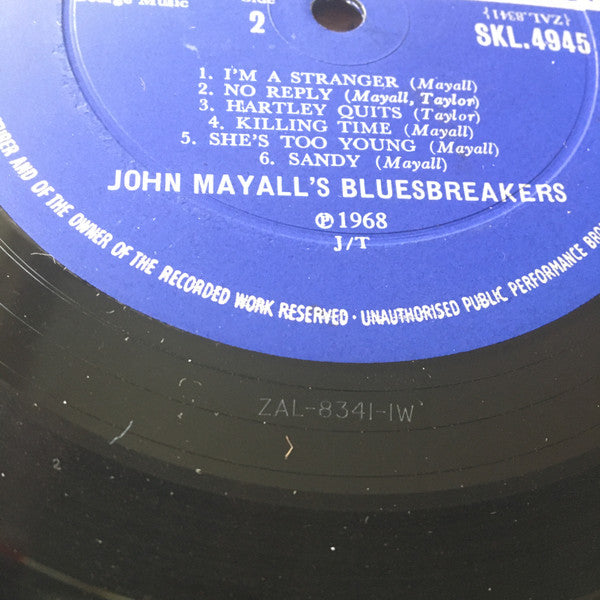 Side
2
(ZAL.8341)
SKL.4945
1. I'M A STRANGER (Mayall)
2. NO REPLY (Mayall, Taylor)
3. HARTLEY QUITS (Taylor)
4. KILLING TIME (Mayall)
5. SHE'S TOO YOUNG (Mayall)
6. SANDY (Mayall)
JOHN MAYALL'S BLUESBREAKERS
℗ 1968
J/T
AND OF THE OWNER OF THE RECORDED WORK RESERVED · UNAUTHORISED PUBLIC PERFORMANCE
ZAL-8341-1W